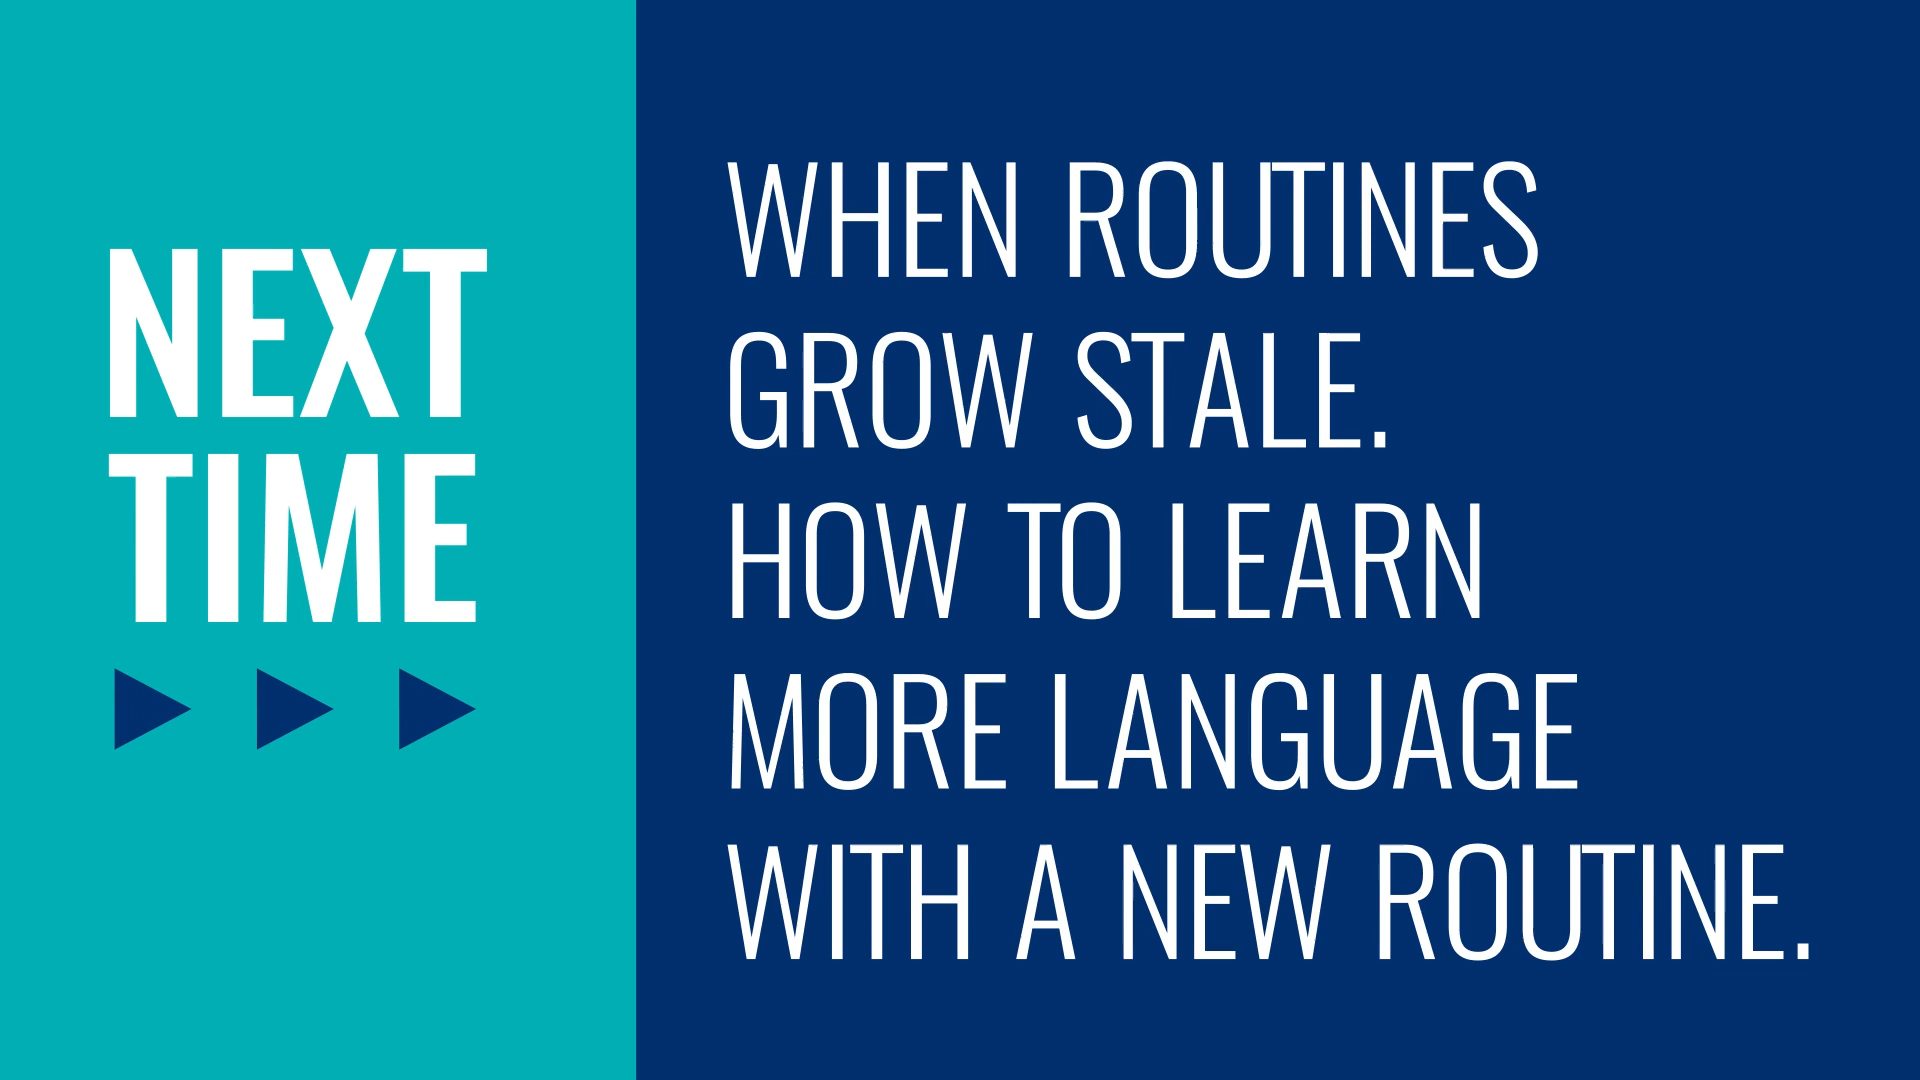 NEXT
TIME
WHEN ROUTINES
GROW STALE.
HOW TO LEARN
MORE LANGUAGE
WITH A NEW ROUTINE.